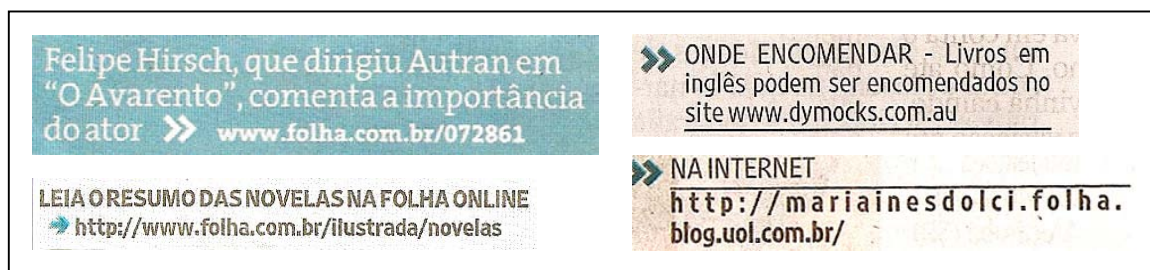 Felipe Hirsch, que dirigiu Autran em
“O Avarento”, comenta a importância
do ator » www.folha.com.br/072861
LEIA O RESUMO DAS NOVELAS NA FOLHA ONLINE
➔ http://www.folha.com.br/ilustrada/novelas
» ONDE ENCOMENDAR - Livros em
inglês podem ser encomendados no
site www.dymocks.com.au
» NA INTERNET
http://mariainesdolci.folha.
blog.uol.com.br/